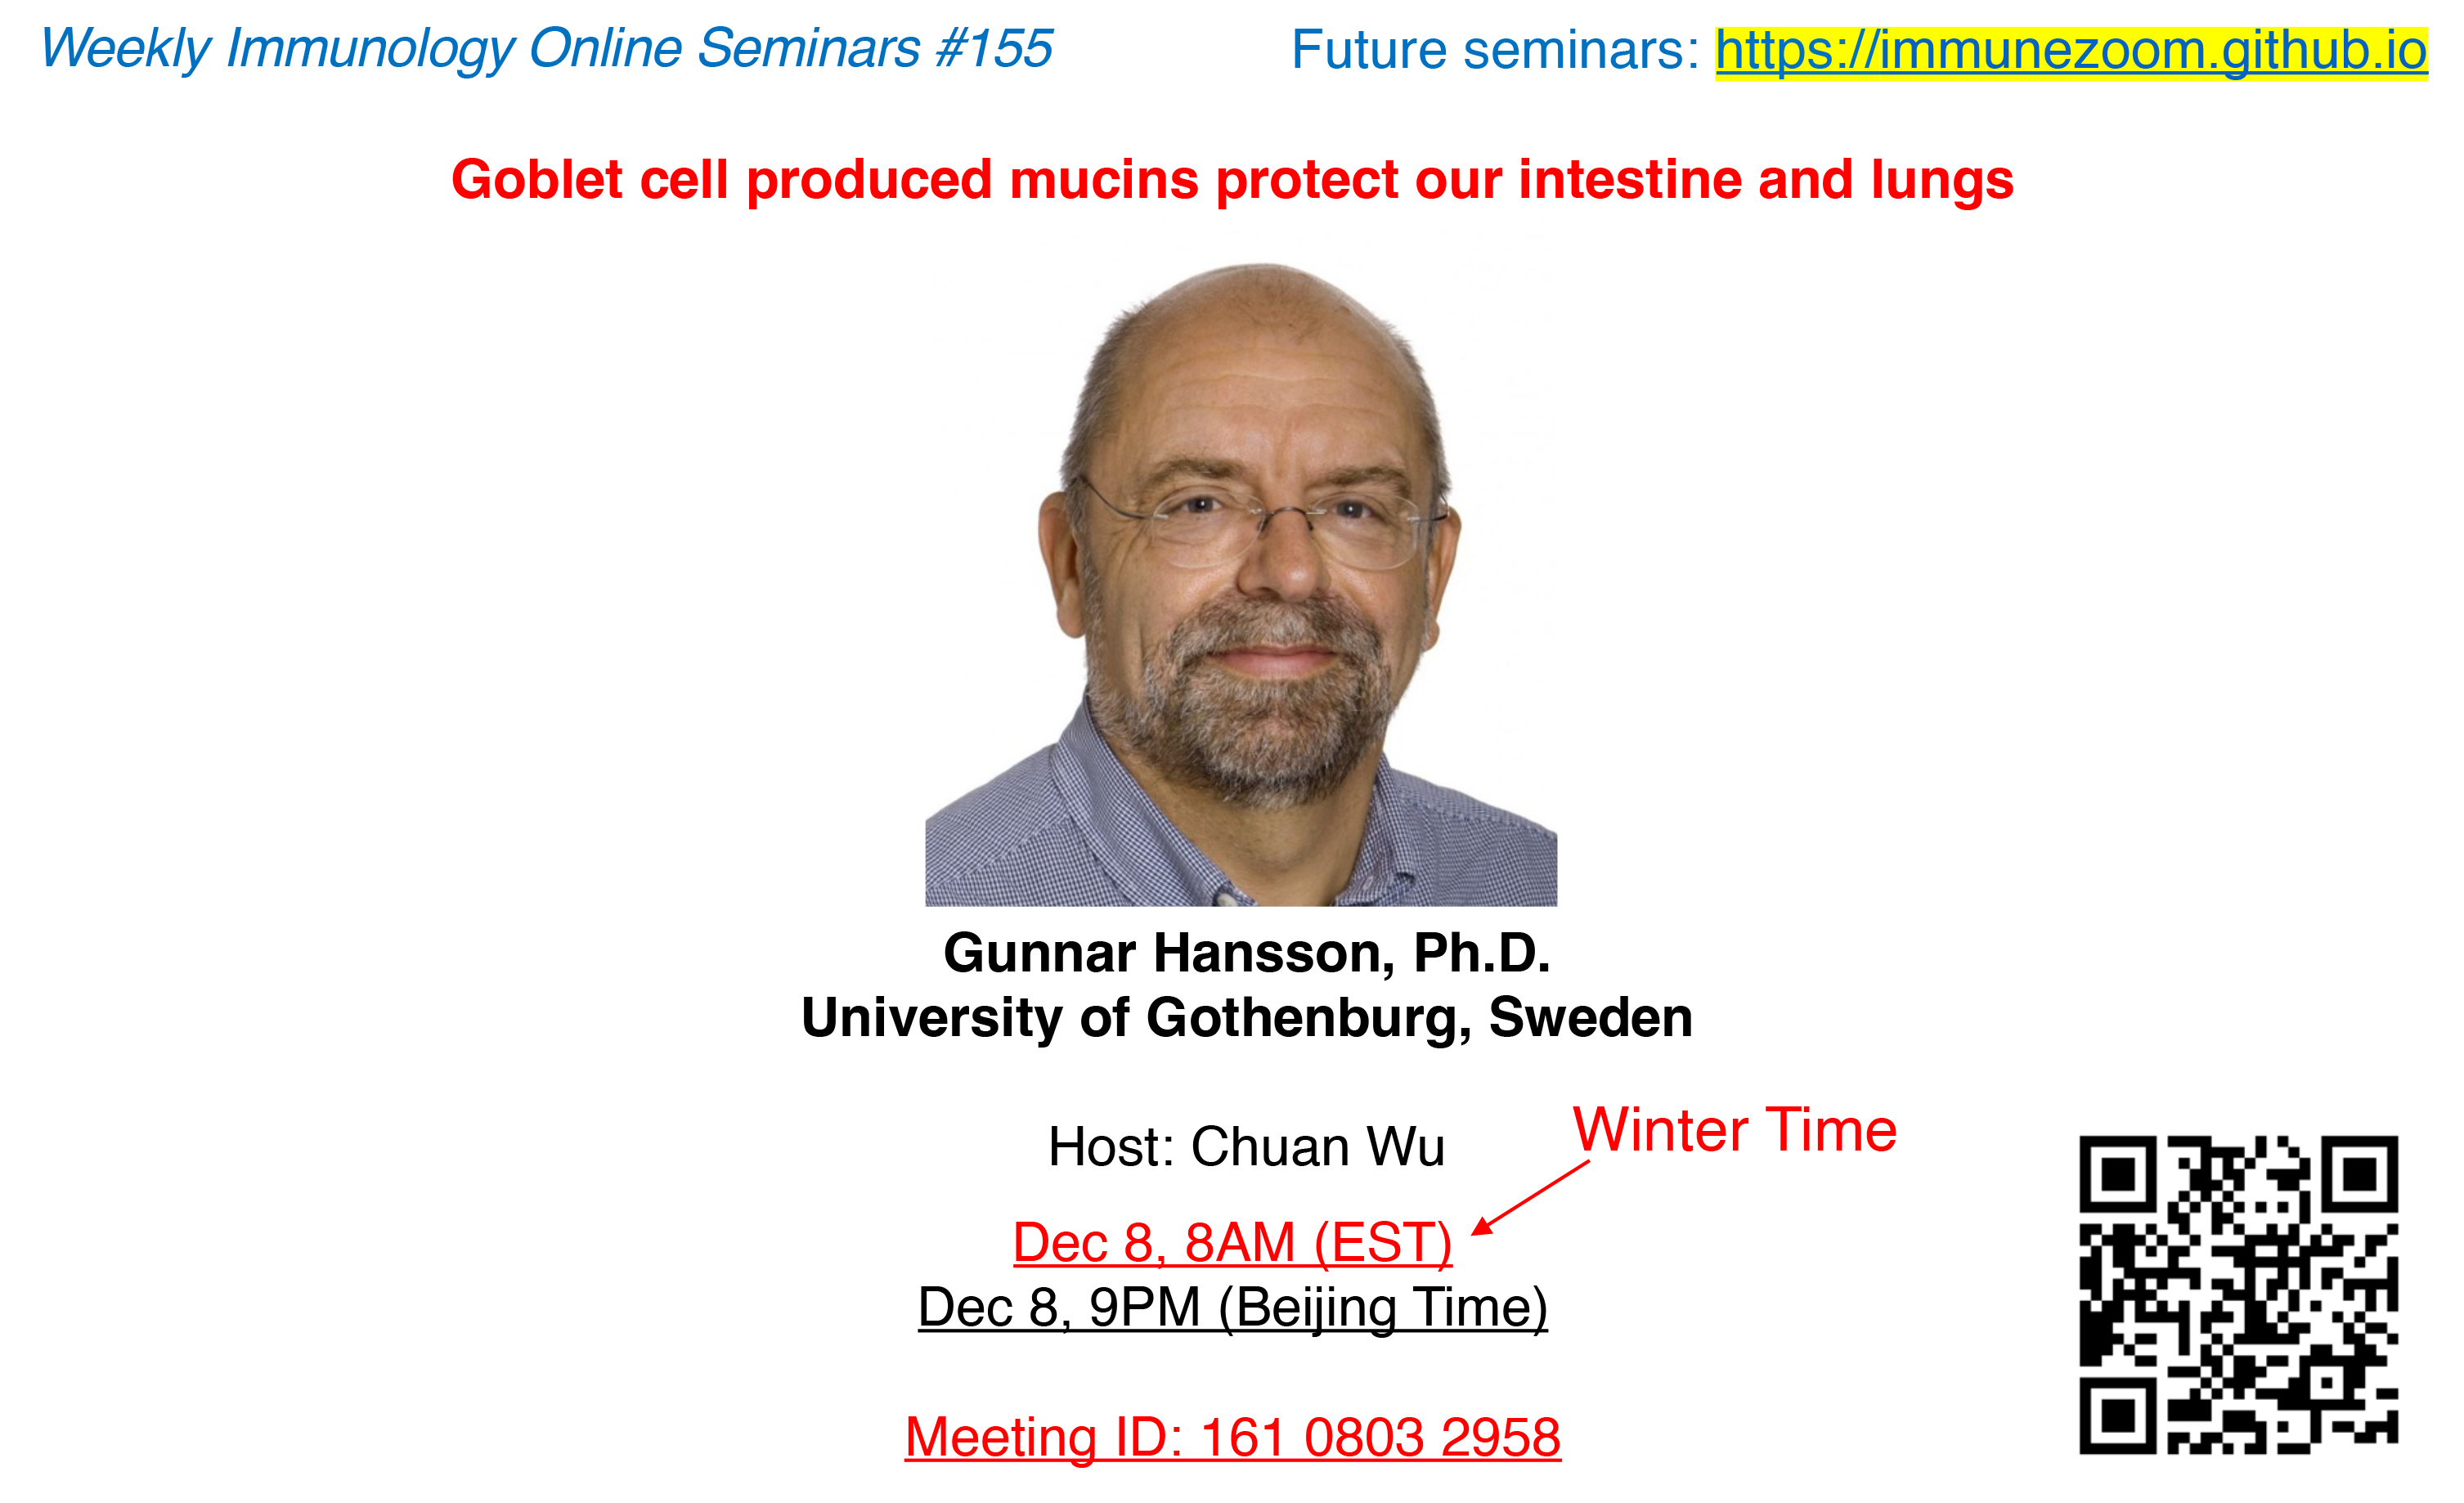 Weekly Immunology Online Seminars #155
Future seminars: https://immunezoom.github.io
Goblet cell produced mucins protect our intestine and lungs
Gunnar Hansson, Ph.D.
University of Gothenburg, Sweden
Host: Chuan Wu
Winter Time
Dec 8, 8AM (EST)
Dec 8, 9PM (Beijing Time)
Meeting ID: 161 0803 2958